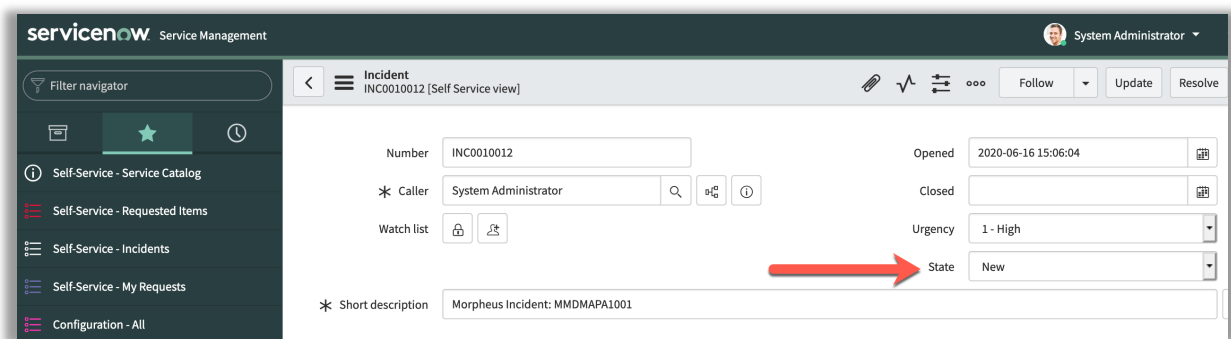 servicenow. Service Management
System Administrator
Filter navigator
Self-Service - Service Catalog
Self-Service - Requested Items
Self-Service - Incidents
Self-Service - My Requests
Configuration - All
Incident
INC0010012 [Self Service view]
Follow
Update
Resolve
Number INC0010012
Opened 2020-06-16 15:06:04
Caller System Administrator
Closed
Watch list
Urgency 1 - High
State New
Short description Morpheus Incident: MMDMAPA1001